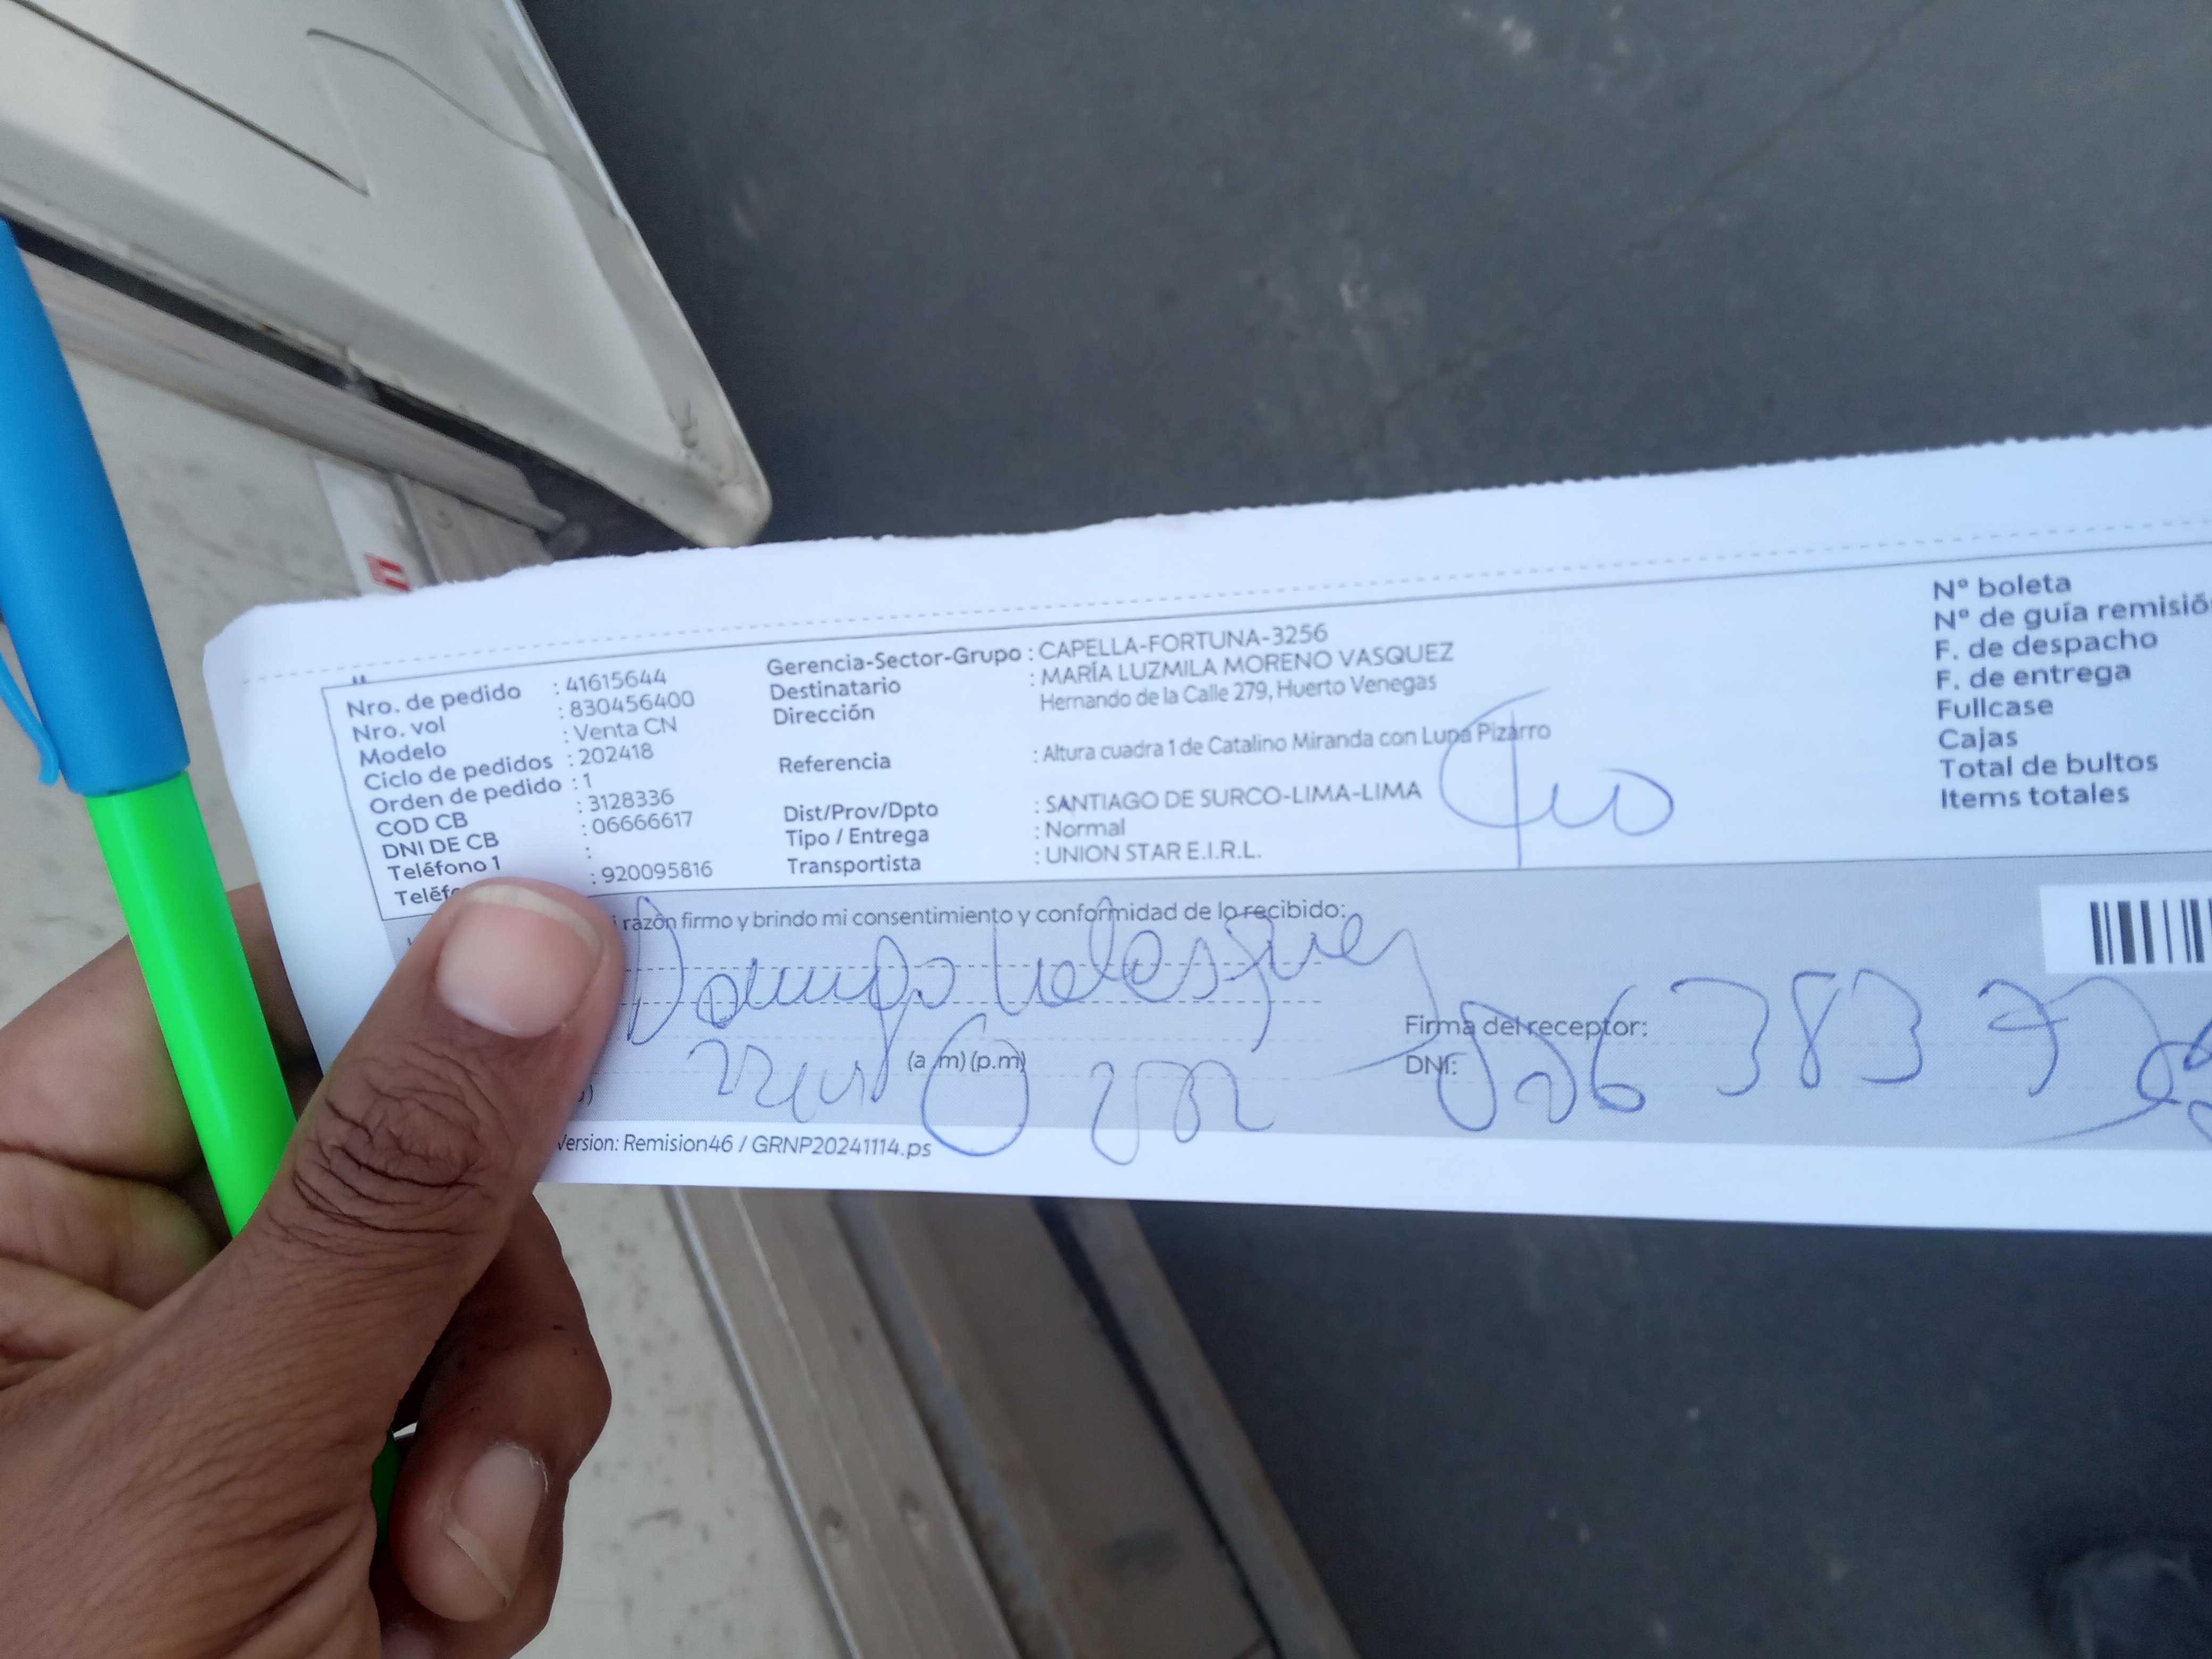 Nro. de pedido : 41615644
Nro. vol : 830456400
Modelo : Venta CN
Ciclo de pedidos : 202418
Orden de pedido : 1
COD CB : 3128336
DNI DE CB : 06666617
Teléfono 1 :
Teléf : 920095816
Gerencia-Sector-Grupo : CAPELLA-FORTUNA-3256
Destinatario : MARÍA LUZMILA MORENO VASQUEZ
Dirección Hernando de la Calle 279, Huerto Venegas
Referencia : Altura cuadra 1 de Catalino Miranda con Lupa Pizarro
Dist/Prov/Dpto : SANTIAGO DE SURCO-LIMA-LIMA
Tipo / Entrega : Normal
Transportista : UNION STAR E.I.R.L.
N° boleta
N° de guía remisió
F. de despacho
F. de entrega
Fullcase
Cajas
Total de bultos
Items totales
i razón firmo y brindo mi consentimiento y conformidad de lo recibido:
(a.m) (p.m)
Firma del receptor:
DNI:
Version: Remision46 / GRNP20241114.ps